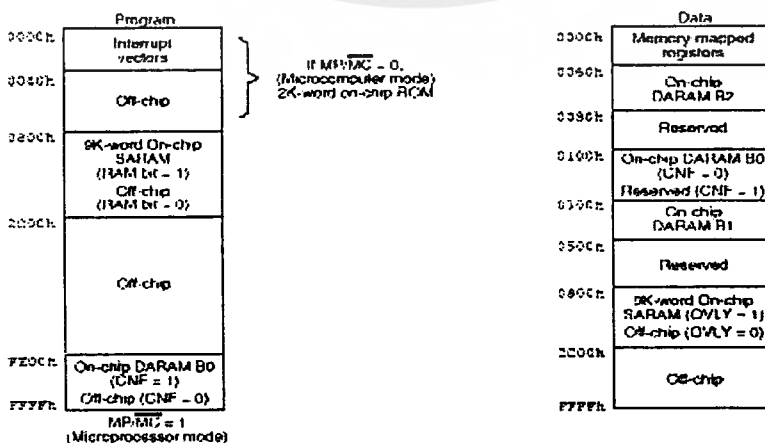 Program
0000h
Interrupt
vectors
0040h
Off-chip
If MP/MC = 0,
(Microcomputer mode)
2K-word on-chip ROM
0800h
9K-word On-chip
SARAM
(RAM bit = 1)
Off-chip
(RAM bit = 0)
2C00h
Off-chip
FE00h
On-chip DARAM B0
(CNF = 1)
Off-chip (CNF = 0)
FFFFh
MP/MC = 1
(Microprocessor mode)
Data
0000h
Memory mapped
registers
0060h
On-chip
DARAM B2
0080h
Reserved
0100h
On-chip DARAM B0
(CNF = 0)
Reserved (CNF = 1)
On-chip
DARAM B1
0500h
Reserved
0800h
9K-word On-chip
SARAM (OVLY = 1)
Off-chip (OVLY = 0)
2C00h
Off-chip
FFFFh